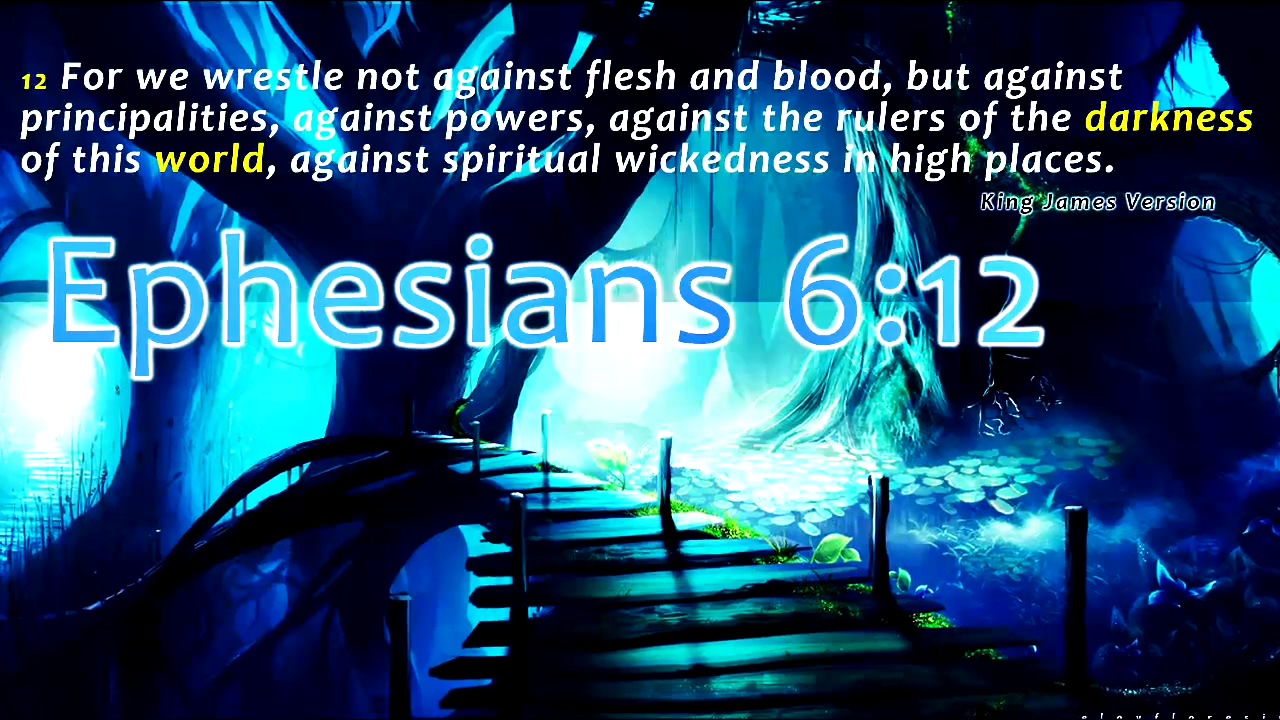 12 For we wrestle not against flesh and blood, but against
principalities, against powers, against the rulers of the darkness
of this world, against spiritual wickedness in high places.
King James Version
Ephesians 6:12